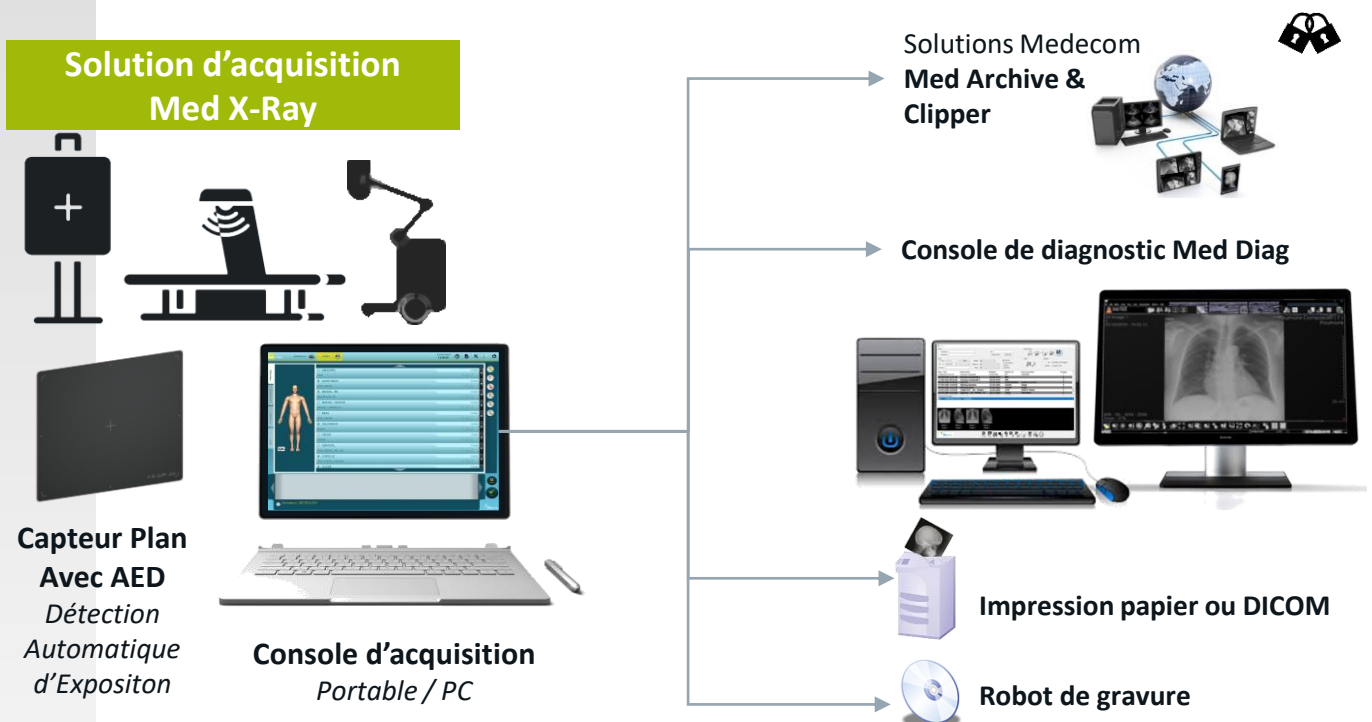 Solution d'acquisition
Med X-Ray
Capteur Plan
Avec AED
Détection
Automatique
d'Expositon
Console d'acquisition
Portable / PC
Solutions Medecom
Med Archive &
Clipper
Console de diagnostic Med Diag
Impression papier ou DICOM
Robot de gravure